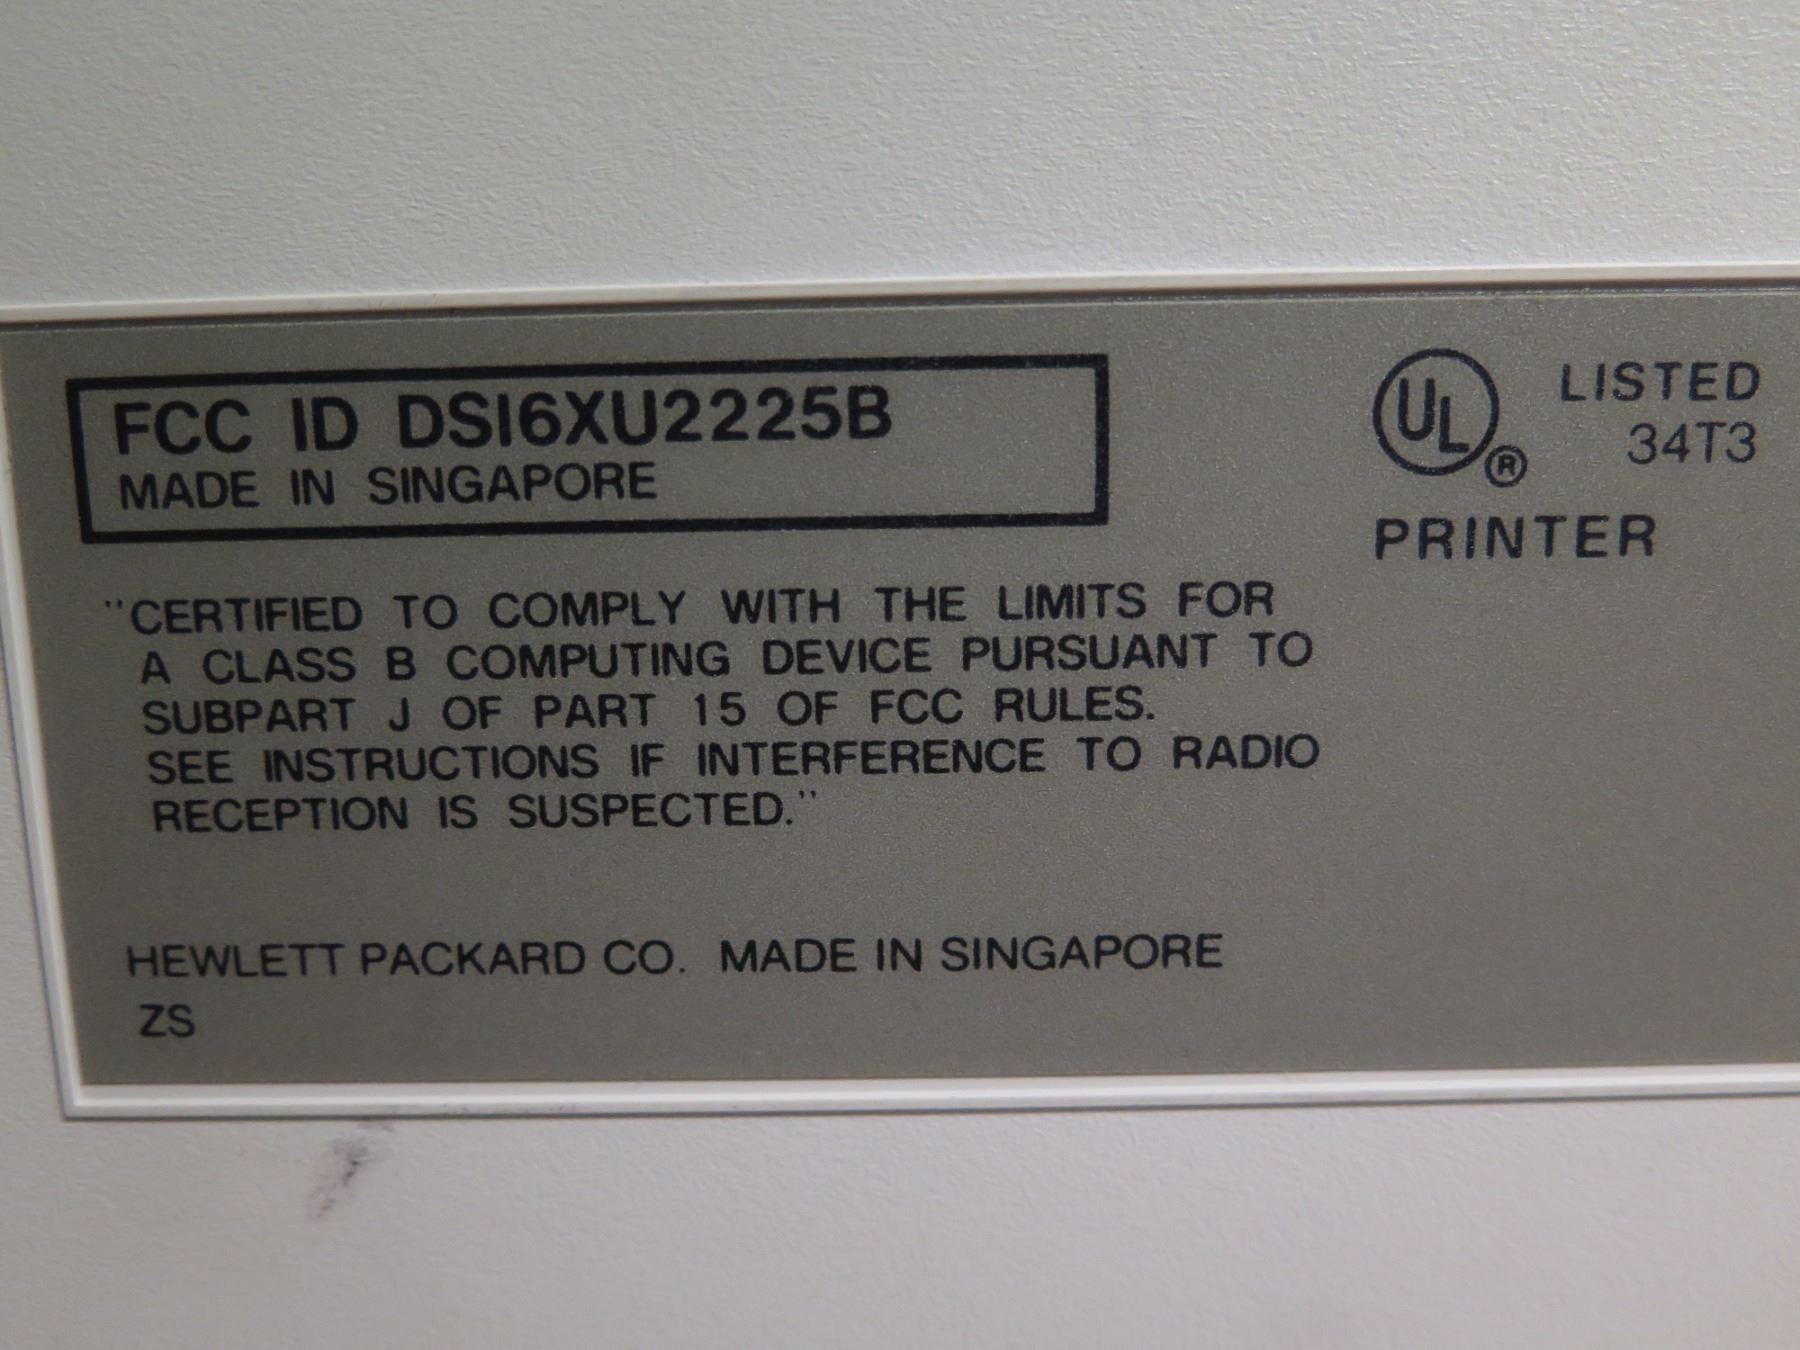 FCC ID DSI6XU2225B
MADE IN SINGAPORE
UL® LISTED
34T3
PRINTER
"CERTIFIED TO COMPLY WITH THE LIMITS FOR
A CLASS B COMPUTING DEVICE PURSUANT TO
SUBPART J OF PART 15 OF FCC RULES.
SEE INSTRUCTIONS IF INTERFERENCE TO RADIO
RECEPTION IS SUSPECTED."
HEWLETT PACKARD CO. MADE IN SINGAPORE
ZS